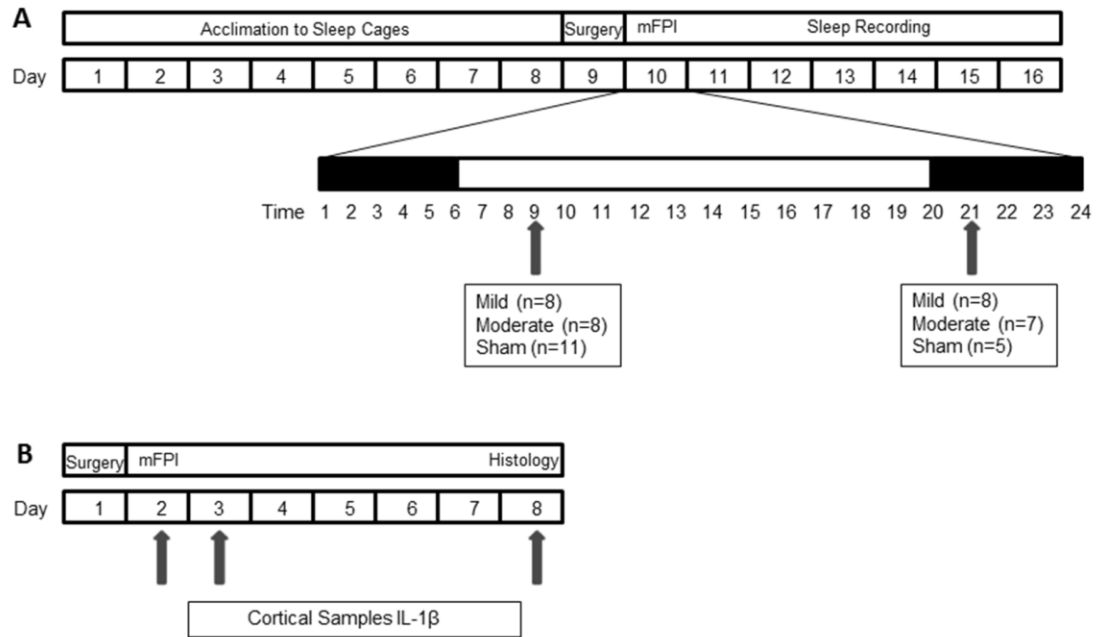 A
Acclimation to Sleep Cages Surgery mFPI Sleep Recording
Day 1 2 3 4 5 6 7 8 9 10 11 12 13 14 15 16
Time 1 2 3 4 5 6 7 8 9 10 11 12 13 14 15 16 17 18 19 20 21 22 23 24
Mild (n=8)
Moderate (n=8)
Sham (n=11)
Mild (n=8)
Moderate (n=7)
Sham (n=5)
B
Surgery mFPI Histology
Day 1 2 3 4 5 6 7 8
Cortical Samples IL-1β